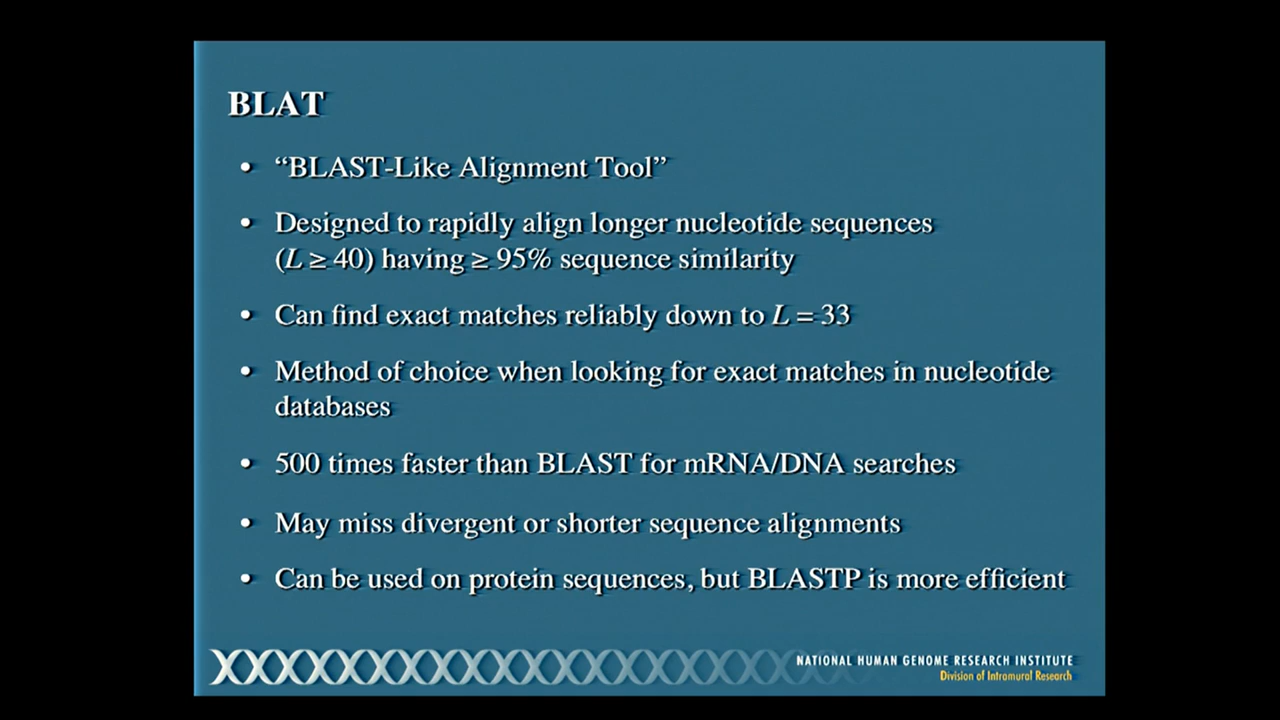 BLAT
• “BLAST-Like Alignment Tool”
• Designed to rapidly align longer nucleotide sequences
(L ≥ 40) having ≥ 95% sequence similarity
• Can find exact matches reliably down to L = 33
• Method of choice when looking for exact matches in nucleotide
databases
• 500 times faster than BLAST for mRNA/DNA searches
• May miss divergent or shorter sequence alignments
• Can be used on protein sequences, but BLASTP is more efficient
NATIONAL HUMAN GENOME RESEARCH INSTITUTE
Division of Intramural Research